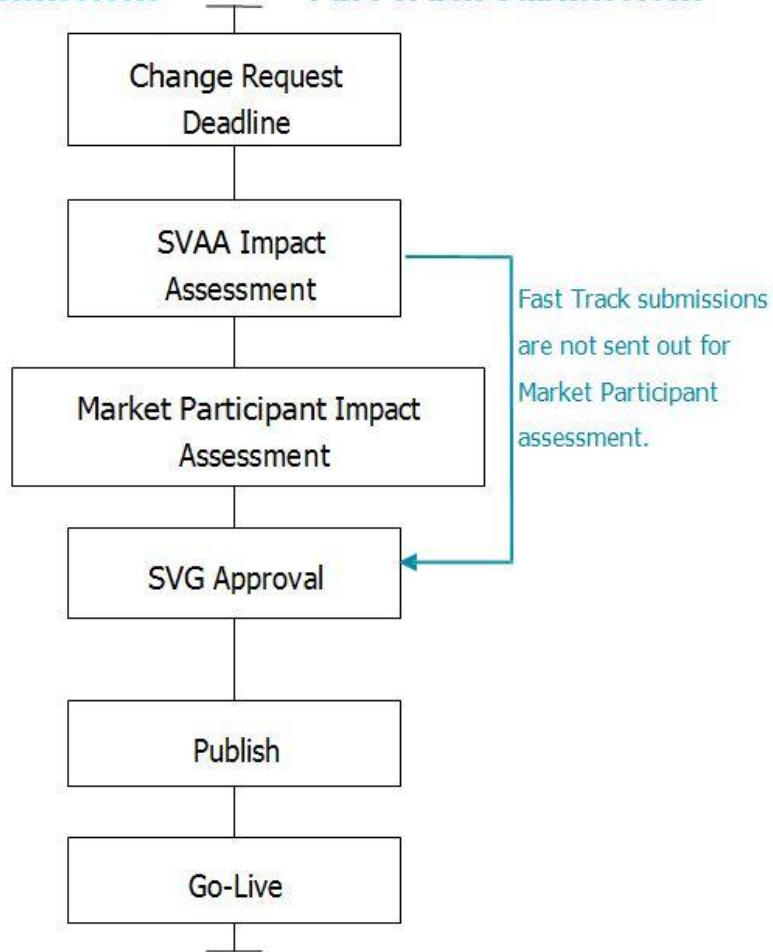 Change Request
Deadline
SVAA Impact
Assessment
Fast Track submissions
are not sent out for
Market Participant
assessment.
Market Participant Impact
Assessment
SVG Approval
Publish
Go-Live